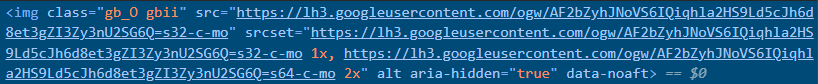 <img class="gb_O gbii" src="https://lh3.googleusercontent.com/ogw/AF2bZyhJNoVS6IQiqhla2HS9Ld5cJh6d
8et3gZI3Zy3nU2SG6Q=s32-c-mo" srcset="https://lh3.googleusercontent.com/ogw/AF2bZyhJNoVS6IQiqhla2HS
9Ld5cJh6d8et3gZI3Zy3nU2SG6Q=s32-c-mo 1x, https://lh3.googleusercontent.com/ogw/AF2bZyhJNoVS6IQiqhl
a2HS9Ld5cJh6d8et3gZI3Zy3nU2SG6Q=s64-c-mo 2x" alt aria-hidden="true" data-noaft> == $0